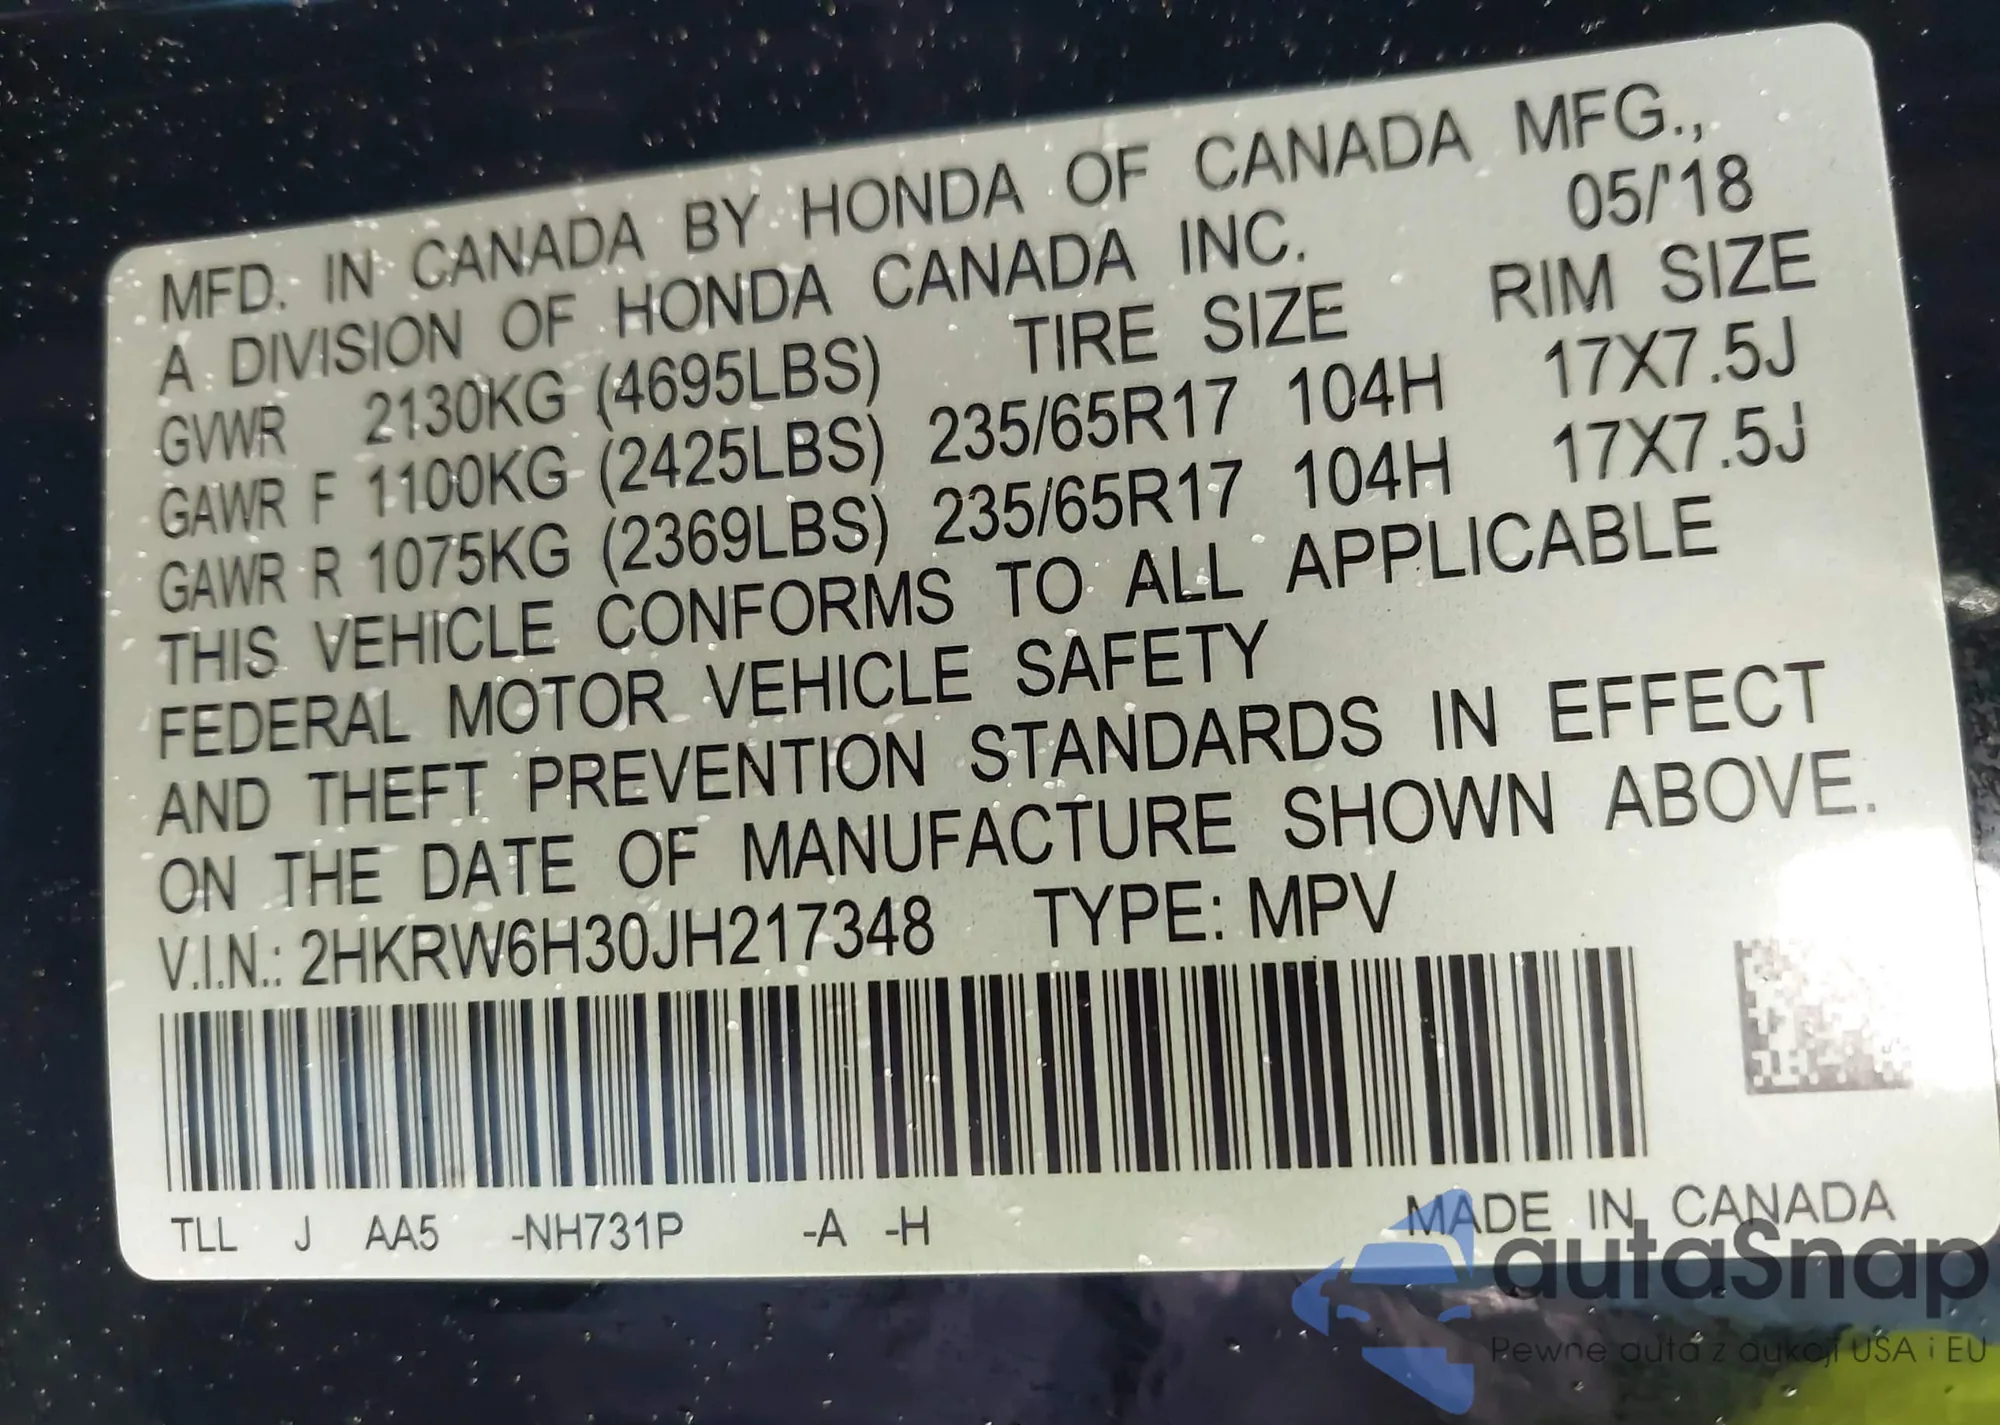 MFD. IN CANADA BY HONDA OF CANADA MFG.,
A DIVISION OF HONDA CANADA INC. 05/'18
GVWR 2130KG (4695LBS) TIRE SIZE RIM SIZE
GAWR F 1100KG (2425LBS) 235/65R17 104H 17X7.5J
GAWR R 1075KG (2369LBS) 235/65R17 104H 17X7.5J
THIS VEHICLE CONFORMS TO ALL APPLICABLE
FEDERAL MOTOR VEHICLE SAFETY
AND THEFT PREVENTION STANDARDS IN EFFECT
ON THE DATE OF MANUFACTURE SHOWN ABOVE.
V.I.N.: 2HKRW6H30JH217348 TYPE: MPV
TLL J AA5 -NH731P -A -H MADE IN CANADA
autaSnap
Pewne auta z aukcji USA i EU